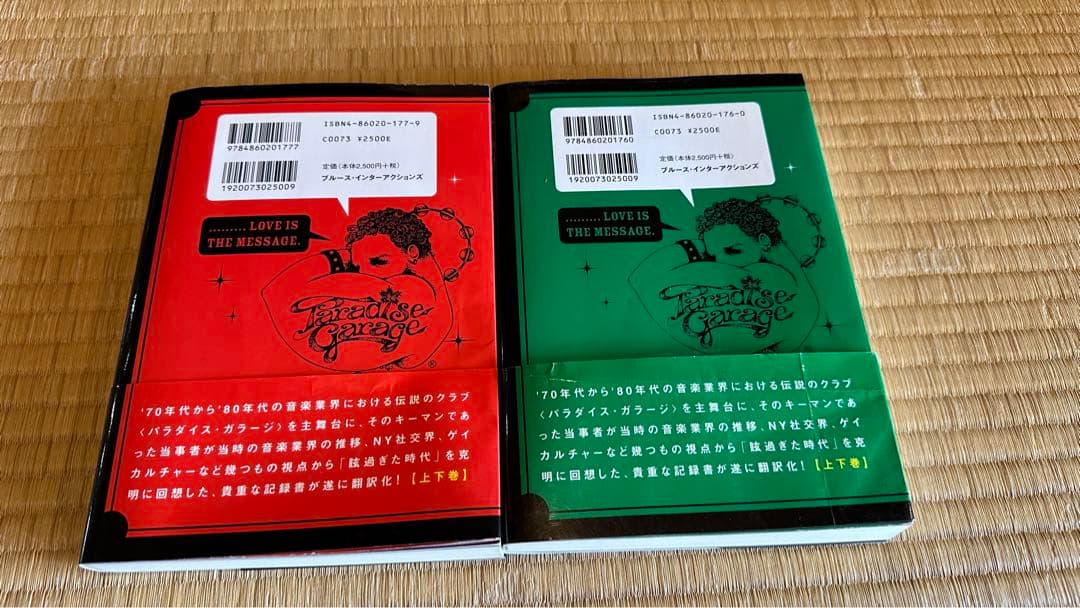 ISBN4-86020-177-9
C0073 ¥2500E
9784860201777
定価(本体2,500円+税)
1920073025009
ブルース・インターアクションズ
......... LOVE IS
THE MESSAGE.
Paradise
Garage
®
'70年代から'80年代の音楽業界における伝説のクラブ
〈パラダイス・ガラージ〉を主舞台に、そのキーマンであ
った当事者が当時の音楽業界の推移、NY社交界、ゲイ
カルチャーなど幾つもの視点から「眩過ぎた時代」を克
明に回想した、貴重な記録書が遂に翻訳化!【上下巻】
ISBN4-86020-176-0
C0073 ¥2500E
9784860201760
定価(本体2,500円+税)
1920073025009
ブルース・インターアクションズ
......... LOVE IS
THE MESSAGE.
Paradise
Garage
'70年代から'80年代の音楽業界における伝説のクラブ
〈パラダイス・ガラージ〉を主舞台に、そのキーマンであ
った当事者が当時の音楽業界の推移、NY社交界、ゲイ
カルチャーなど幾つもの視点から「眩過ぎた時代」を克
明に回想した、貴重な記録書が遂に翻訳化!【上下巻】